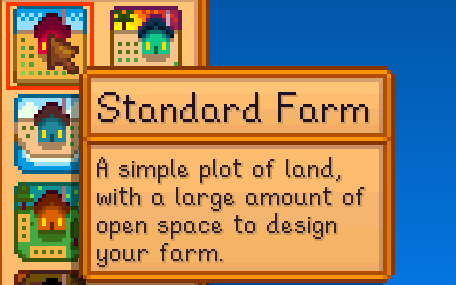 Standard Farm
A simple plot of land,
with a large amount of
open space to design
your farm.